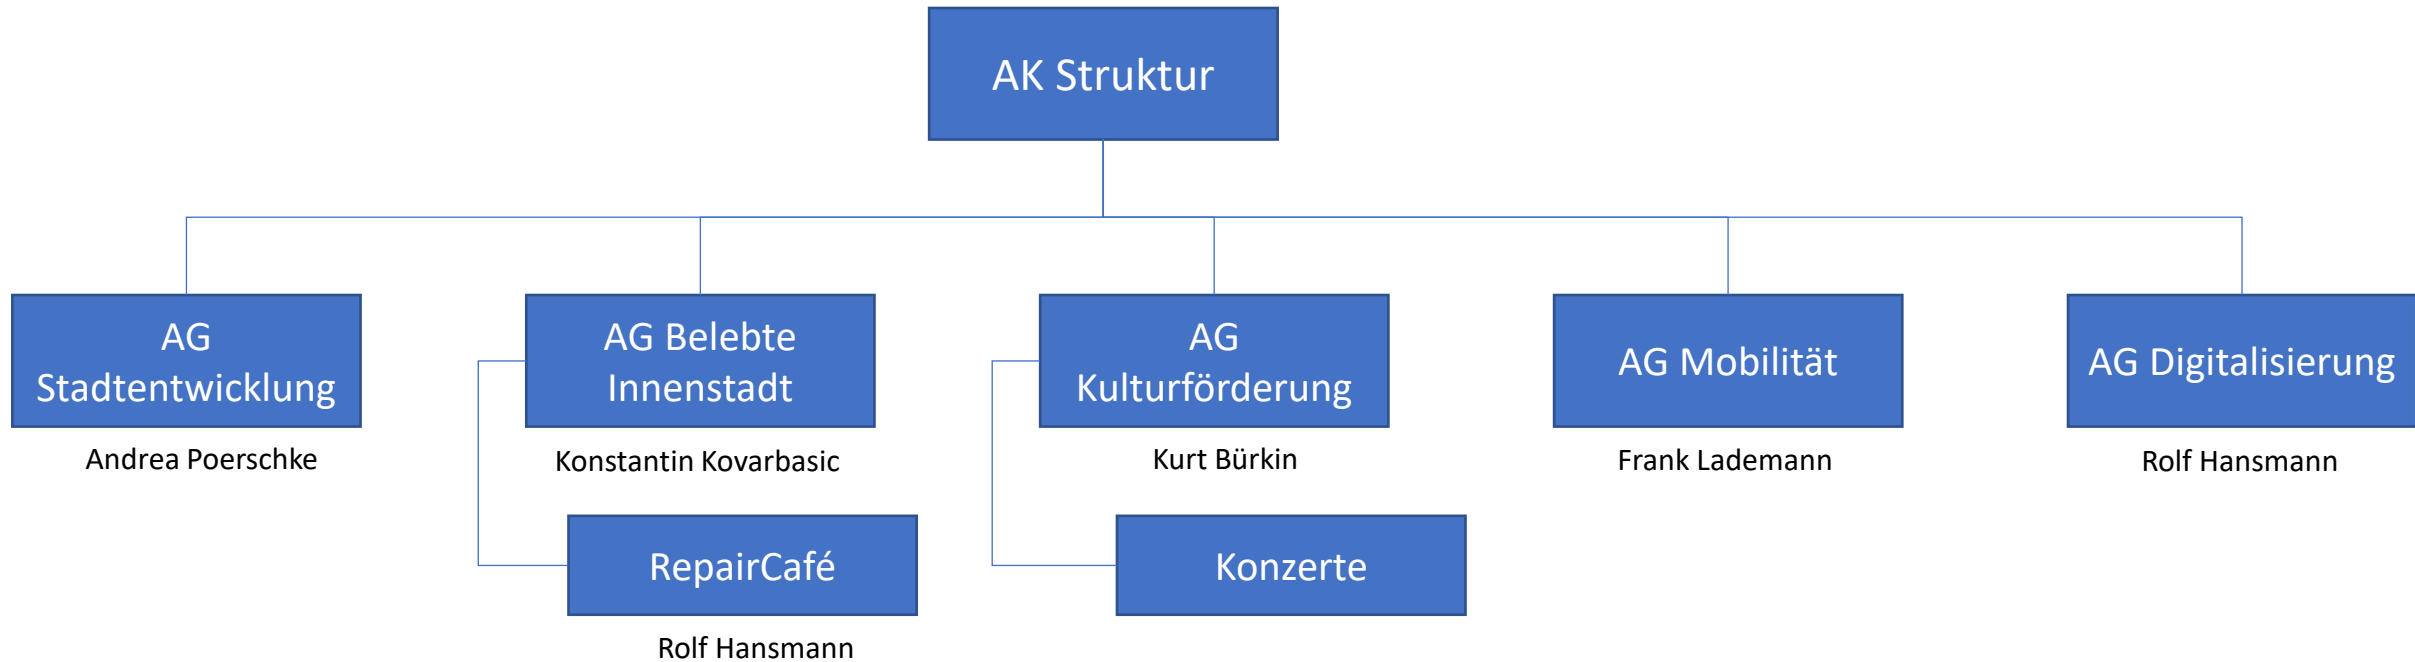 AK Struktur
AG
Stadtentwicklung
AG Belebte
Innenstadt
AG
Kulturförderung
AG Mobilität
AG Digitalisierung
Andrea Poerschke
Konstantin Kovarbasic
Kurt Bürkin
Frank Lademann
Rolf Hansmann
RepairCafé
Konzerte
Rolf Hansmann